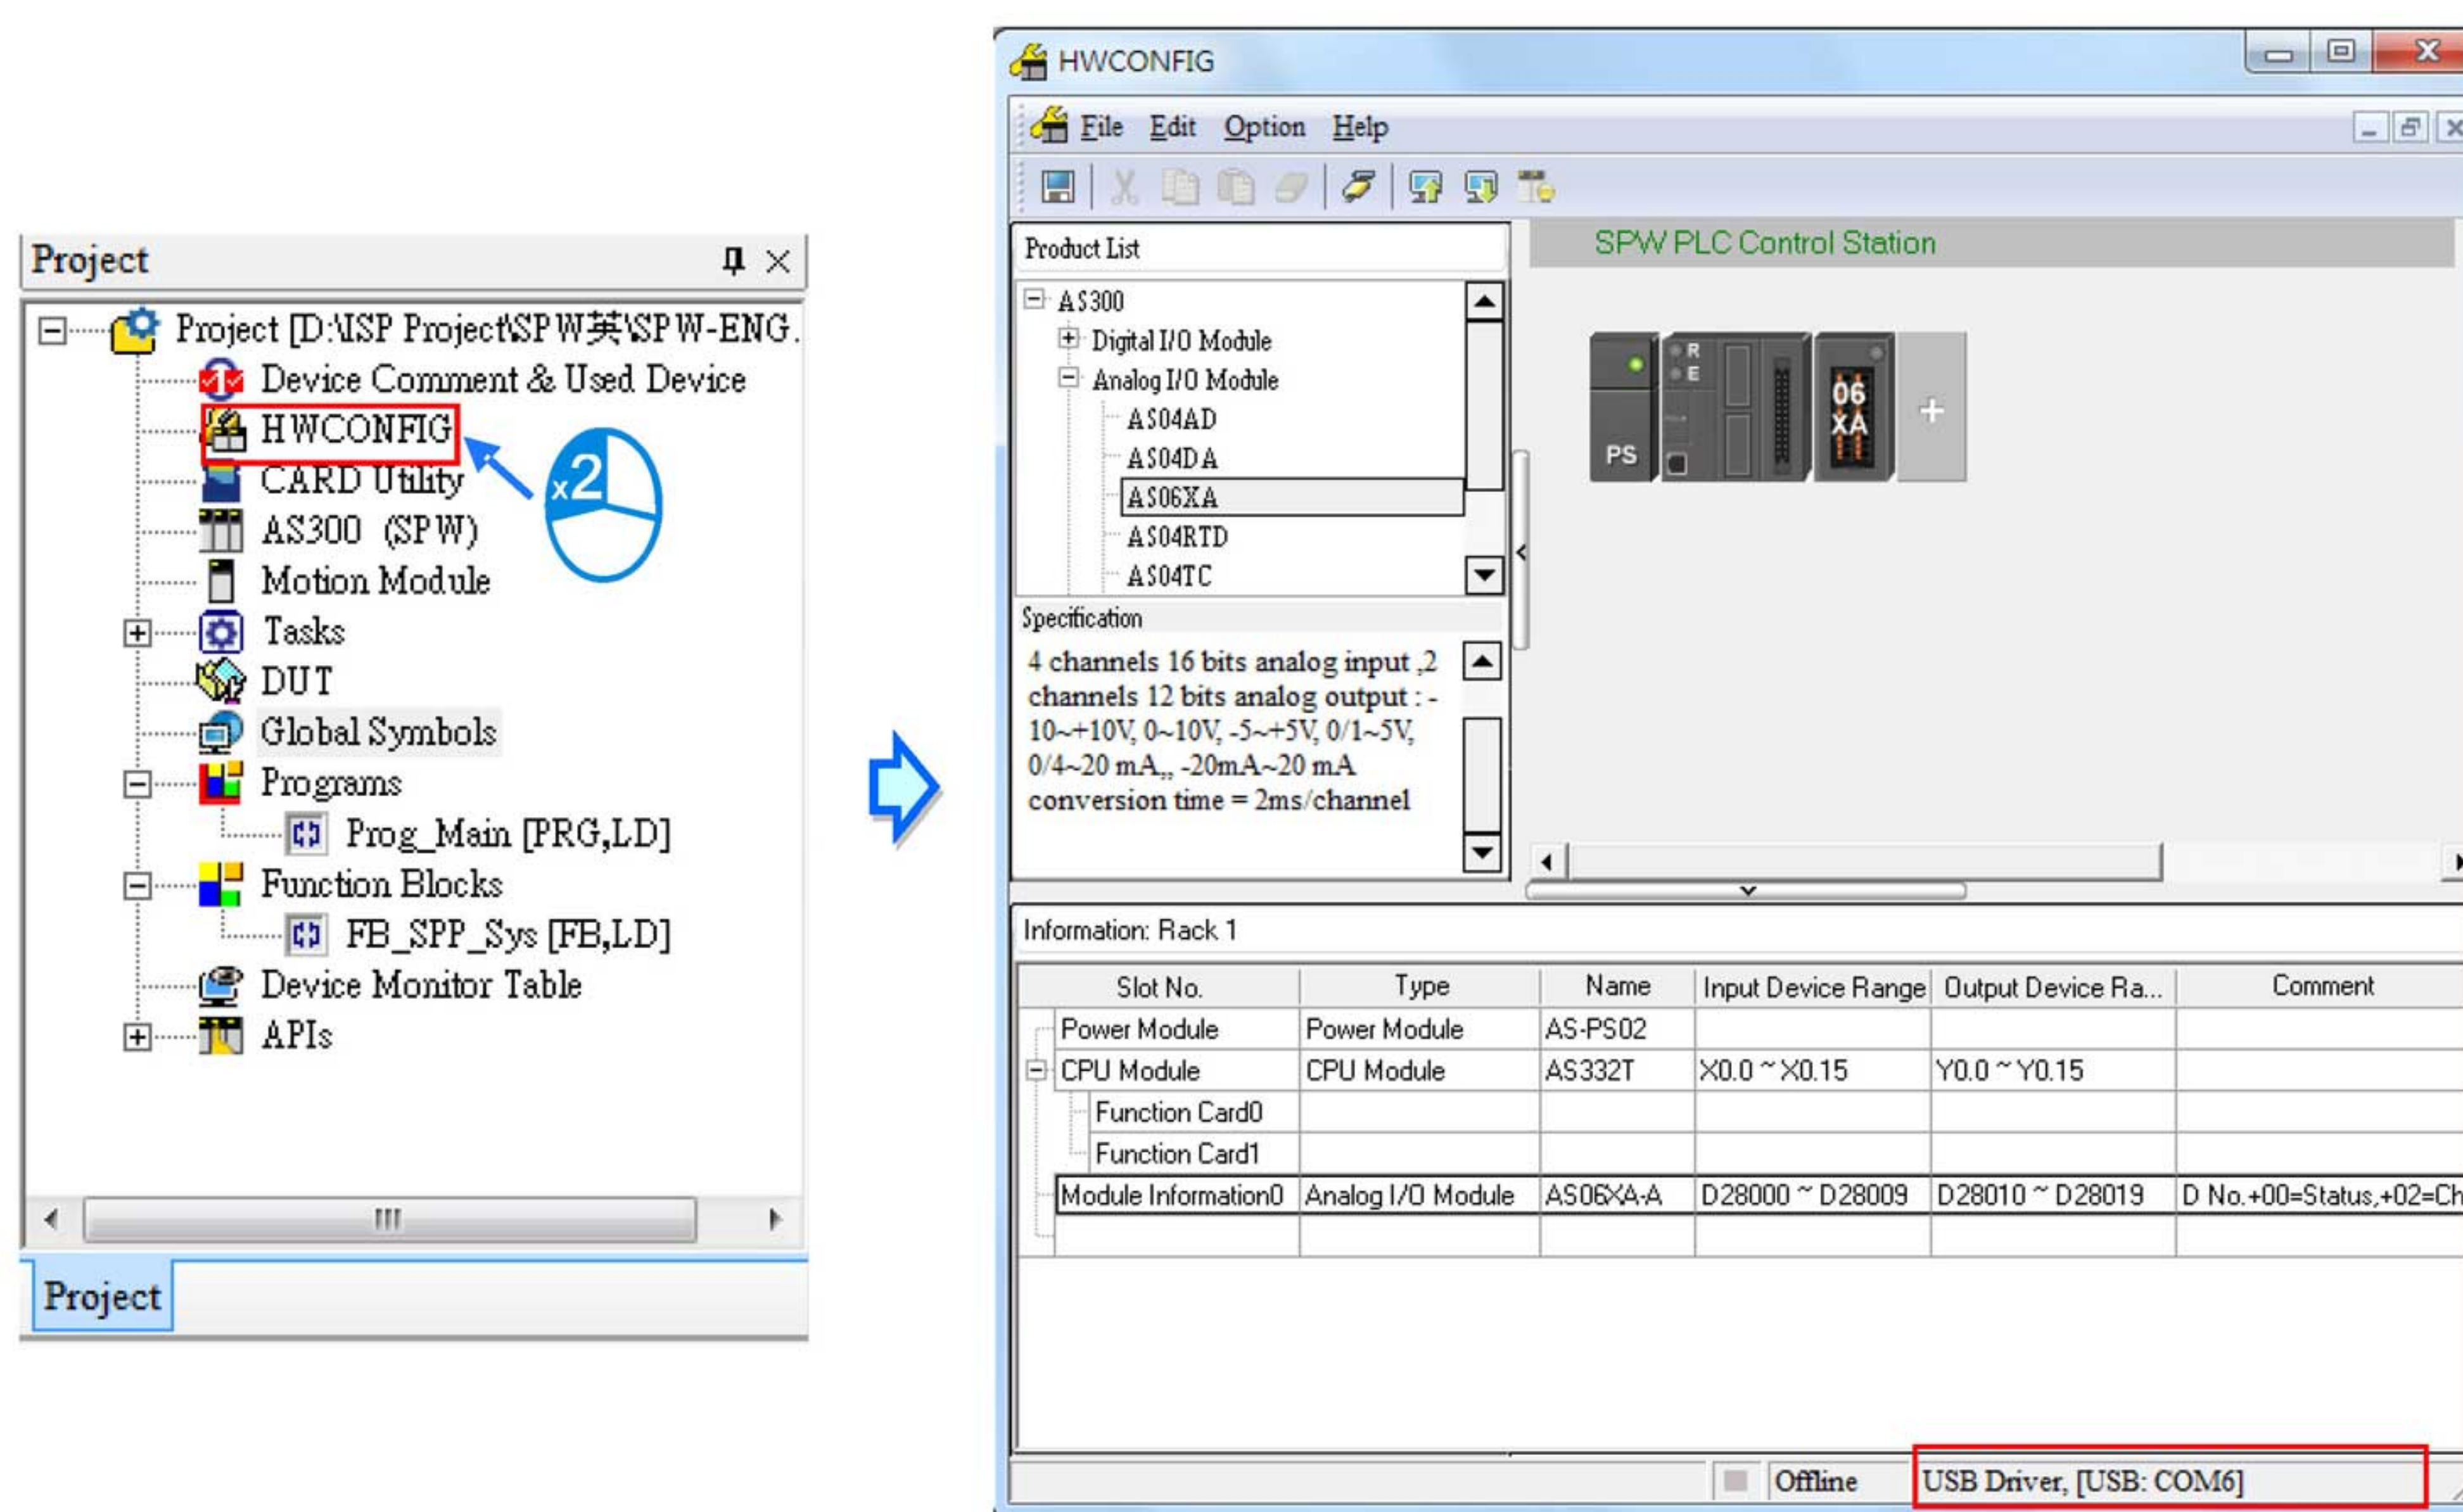 Project
Project [D:\ISP Project\SPW英\SPW-ENG.
Device Comment & Used Device
HWCONFIG
CARD Utility
AS300 (SPW)
Motion Module
Tasks
DUT
Global Symbols
Programs
Prog_Main [PRG,LD]
Function Blocks
FB_SPP_Sys [FB,LD]
Device Monitor Table
APIs
Project
x2
HWCONFIG
File Edit Option Help
Product List
AS300
Digital I/O Module
Analog I/O Module
AS04AD
AS04DA
AS06XA
AS04RTD
AS04TC
Specification
4 channels 16 bits analog input ,2
channels 12 bits analog output : -
10~+10V, 0~10V, -5~+5V, 0/1~5V,
0/4~20 mA,, -20mA~20 mA
conversion time = 2ms/channel
SPW PLC Control Station
PS
R
E
06
XA
+
Information: Rack 1
Slot No. Type Name Input Device Range Output Device Ra... Comment
Power Module Power Module AS-PS02
CPU Module CPU Module AS332T X0.0 ~ X0.15 Y0.0 ~ Y0.15
Function Card0
Function Card1
Module Information0 Analog I/O Module AS06XA-A D28000 ~ D28009 D28010 ~ D28019 D No.+00=Status,+02=Ch
Offline USB Driver, [USB: COM6]